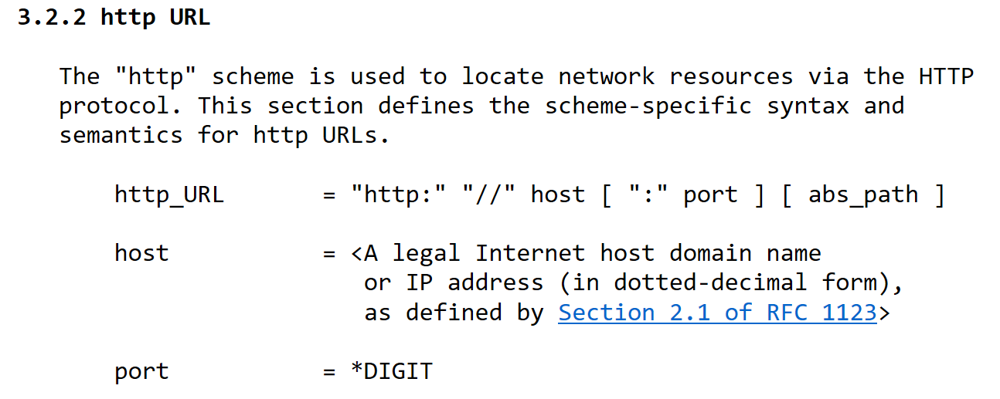 3.2.2 http URL
The "http" scheme is used to locate network resources via the HTTP
protocol. This section defines the scheme-specific syntax and
semantics for http URLs.
http_URL = "http:" "//" host [ ":" port ] [ abs_path ]
host = <A legal Internet host domain name
or IP address (in dotted-decimal form),
as defined by Section 2.1 of RFC 1123>
port = *DIGIT